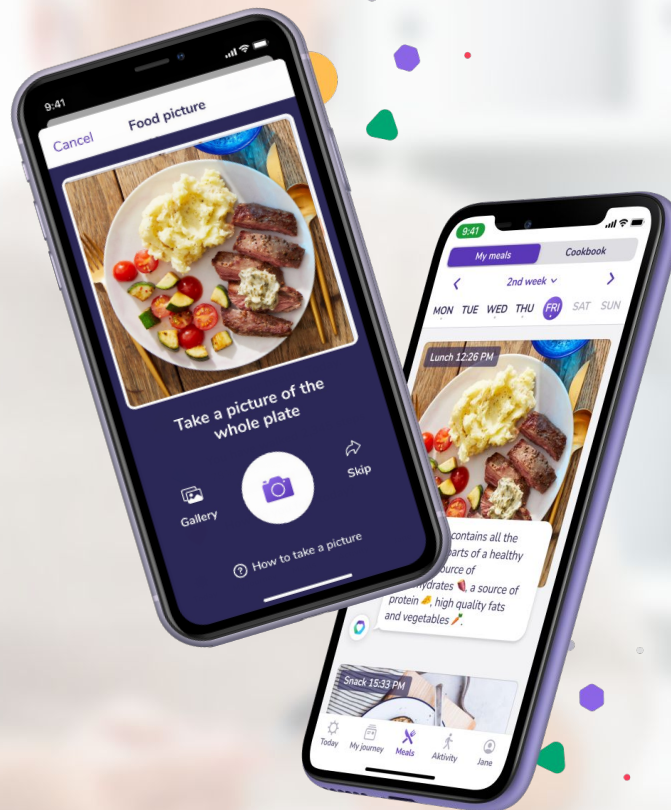 9:41
Cancel
Food picture
Take a picture of the
whole plate
Gallery
Skip
How to take a picture
9:41
My meals
Cookbook
2nd week
MON TUE WED THU FRI SAT SUN
Lunch 12:26 PM
contains all the
parts of a healthy
source of
a source of
protein
, high quality fats
and vegetables
Snack 15:33 PM
Today
My journey
Meals
Aktivity
Jane